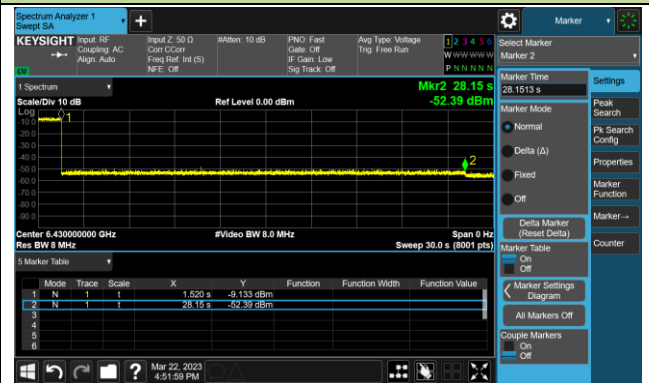 Spectrum Analyzer 1
Swept SA
+
Marker
KEYSIGHT Input: RF Input Z: 50 Ω #Atten: 10 dB PNO: Fast Avg Type: Voltage 1 2 3 4 5 6
Coupling: AC Corr CCorr Gate: Off Trig: Free Run W W W W W W
Align: Auto Freq Ref: Int (S) IF Gain: Low P N N N N N
NFE: Off Sig Track: Off
LXI
Select Marker
Marker 2
1 Spectrum
Mkr2 28.15 s
Scale/Div 10 dB Ref Level 0.00 dBm -52.39 dBm
Log
-10.0
-20.0
-30.0
-40.0
-50.0
-60.0
-70.0
-80.0
-90.0
1
2
Center 6.430000000 GHz #Video BW 8.0 MHz Span 0 Hz
Res BW 8 MHz Sweep 30.0 s (8001 pts)
5 Marker Table
Mode Trace Scale X Y Function Function Width Function Value
1 N 1 t 1.520 s -9.133 dBm
2 N 1 t 28.15 s -52.39 dBm
3
4
5
6
Marker Time
28.1513 s
Marker Mode
Normal
Delta (Δ)
Fixed
Off
Delta Marker
(Reset Delta)
Marker Table
On
Off
Marker Settings
Diagram
All Markers Off
Couple Markers
On
Off
Settings
Peak
Search
Pk Search
Config
Properties
Marker
Function
Marker→
Counter
?
Mar 22, 2023
4:51:59 PM